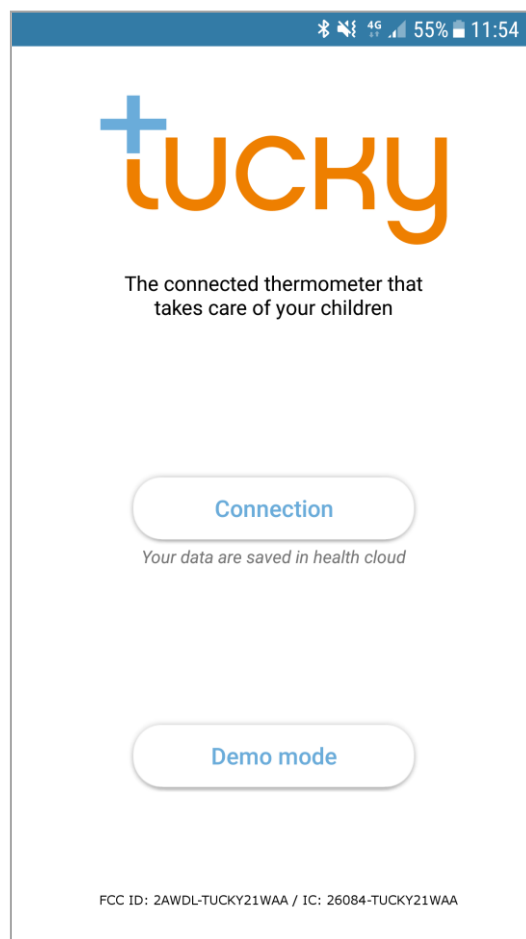 4G 55% 11:54
tucky
The connected thermometer that
takes care of your children
Connection
Your data are saved in health cloud
Demo mode
FCC ID: 2AWDL-TUCKY21WAA / IC: 26084-TUCKY21WAA